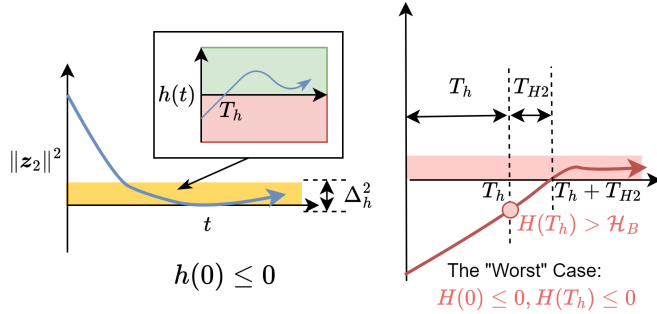 h(t)
T_h
‖z_2‖^2
Δ_h^2
t
h(0) ≤ 0
T_h
T_{H2}
T_h
T_h + T_{H2}
H(T_h) > ℋ_B
The "Worst" Case:
H(0) ≤ 0, H(T_h) ≤ 0